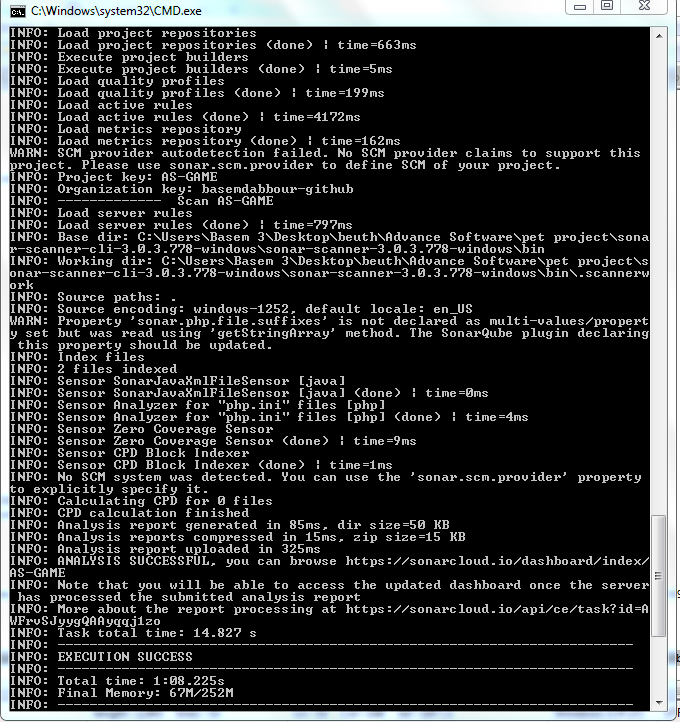 C:\Windows\system32\CMD.exe
INFO: Load project repositories
INFO: Load project repositories (done) | time=663ms
INFO: Execute project builders
INFO: Execute project builders (done) | time=5ms
INFO: Load quality profiles
INFO: Load quality profiles (done) | time=199ms
INFO: Load active rules
INFO: Load active rules (done) | time=4172ms
INFO: Load metrics repository
INFO: Load metrics repository (done) | time=162ms
WARN: SCM provider autodetection failed. No SCM provider claims to support this
project. Please use sonar.scm.provider to define SCM of your project.
INFO: Project key: AS-GAME
INFO: Organization key: basemdabbour-github
INFO: -------------  Scan AS-GAME
INFO: Load server rules
INFO: Load server rules (done) | time=797ms
INFO: Base dir: C:\Users\Basem 3\Desktop\beuth\Advance Software\pet project\sona
r-scanner-cli-3.0.3.778-windows\sonar-scanner-3.0.3.778-windows\bin
INFO: Working dir: C:\Users\Basem 3\Desktop\beuth\Advance Software\pet project\s
onar-scanner-cli-3.0.3.778-windows\sonar-scanner-3.0.3.778-windows\bin\.scannerw
ork
INFO: Source paths: .
INFO: Source encoding: windows-1252, default locale: en_US
WARN: Property 'sonar.php.file.suffixes' is not declared as multi-values/propert
y set but was read using 'getStringArray' method. The SonarQube plugin declaring
 this property should be updated.
INFO: Index files
INFO: 2 files indexed
INFO: Sensor SonarJavaXmlFileSensor [java]
INFO: Sensor SonarJavaXmlFileSensor [java] (done) | time=0ms
INFO: Sensor Analyzer for "php.ini" files [php]
INFO: Sensor Analyzer for "php.ini" files [php] (done) | time=4ms
INFO: Sensor Zero Coverage Sensor
INFO: Sensor Zero Coverage Sensor (done) | time=9ms
INFO: Sensor CPD Block Indexer
INFO: Sensor CPD Block Indexer (done) | time=1ms
INFO: No SCM system was detected. You can use the 'sonar.scm.provider' property
to explicitly specify it.
INFO: Calculating CPD for 0 files
INFO: CPD calculation finished
INFO: Analysis report generated in 85ms, dir size=50 KB
INFO: Analysis reports compressed in 15ms, zip size=15 KB
INFO: Analysis report uploaded in 325ms
INFO: ANALYSIS SUCCESSFUL, you can browse https://sonarcloud.io/dashboard/index/
AS-GAME
INFO: Note that you will be able to access the updated dashboard once the server
 has processed the submitted analysis report
INFO: More about the report processing at https://sonarcloud.io/api/ce/task?id=A
WFrvSJyygQAAyqqj1zo
INFO: Task total time: 14.827 s
INFO: ------------------------------------------------------------------------
INFO: EXECUTION SUCCESS
INFO: ------------------------------------------------------------------------
INFO: Total time: 1:08.225s
INFO: Final Memory: 67M/252M
INFO: ------------------------------------------------------------------------